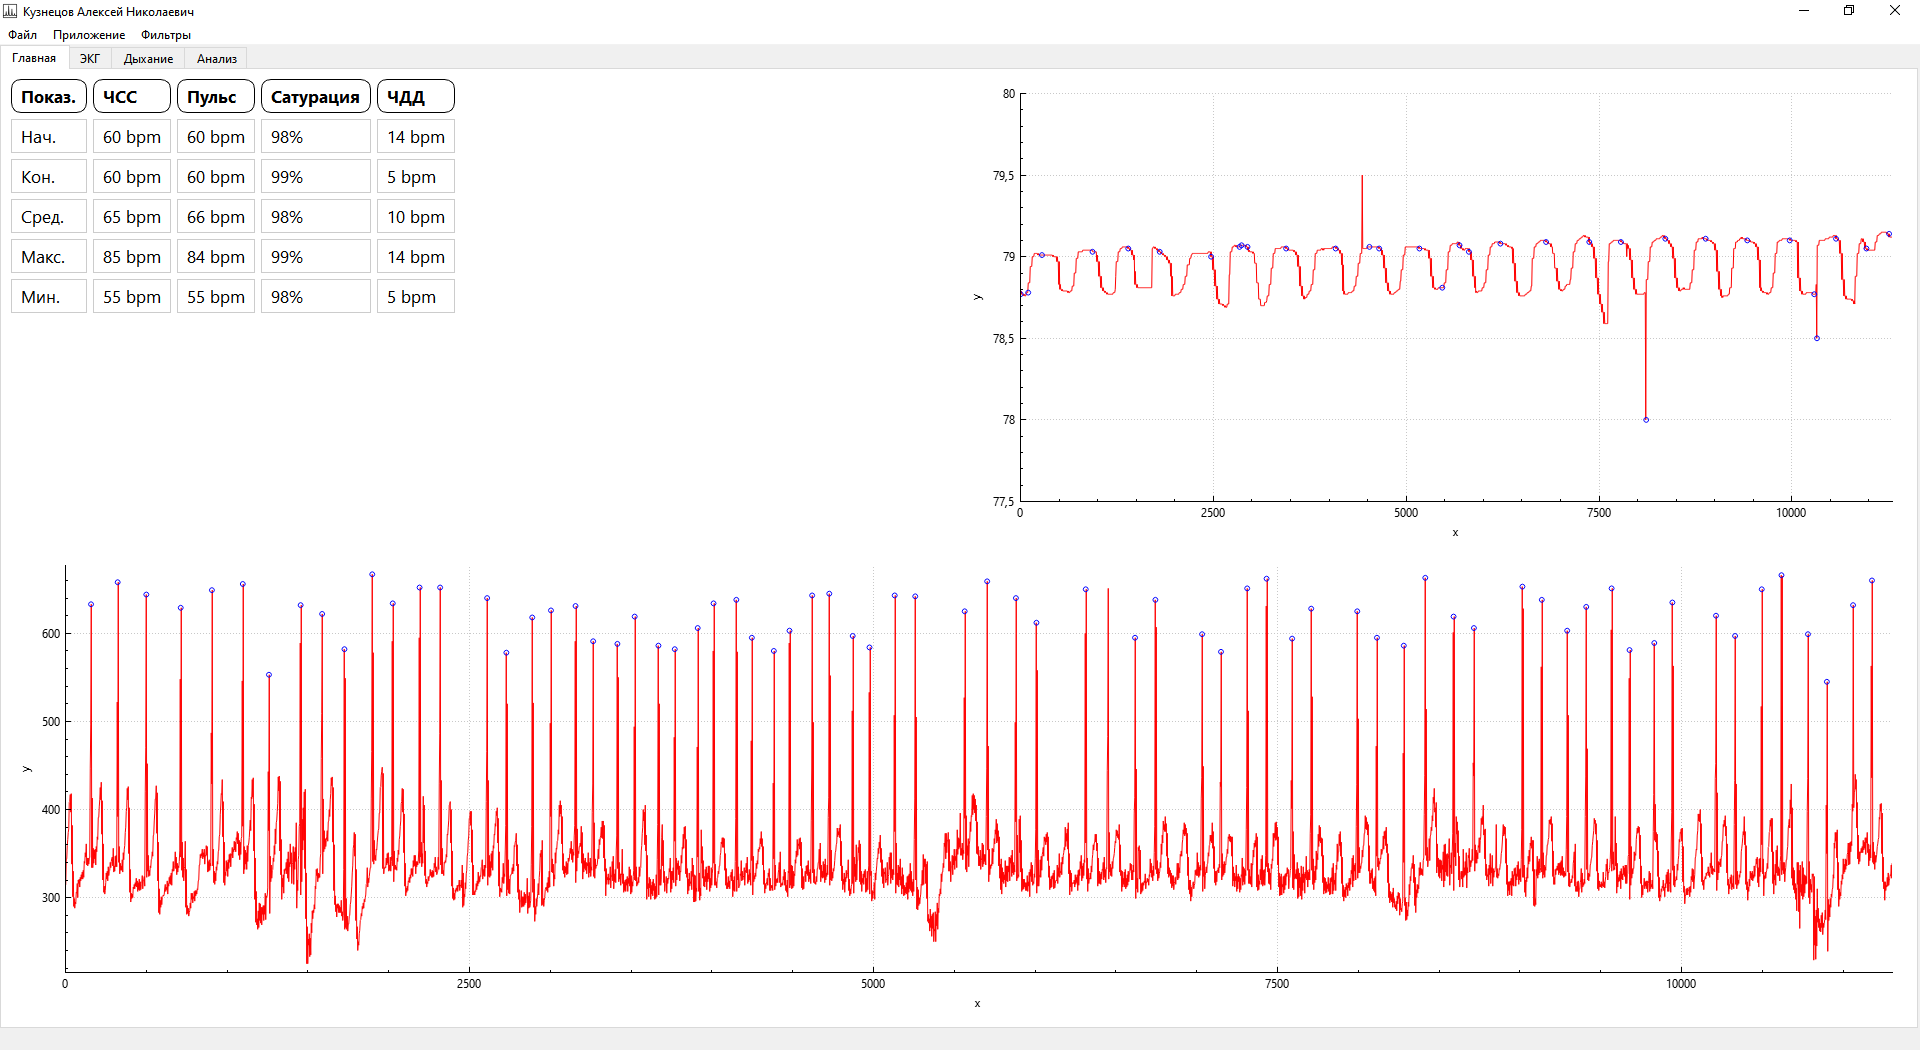 Кузнецов Алексей Николаевич
Файл Приложение Фильтры
Главная ЭКГ Дыхание Анализ
Показ. ЧСС Пульс Сатурация ЧДД
Нач. 60 bpm 60 bpm 98% 14 bpm
Кон. 60 bpm 60 bpm 99% 5 bpm
Сред. 65 bpm 66 bpm 98% 10 bpm
Макс. 85 bpm 84 bpm 99% 14 bpm
Мин. 55 bpm 55 bpm 98% 5 bpm
80
79,5
79
78,5
78
77,5
y
0 2500 5000 7500 10000
x
600
500
400
300
y
0 2500 5000 7500 10000
x